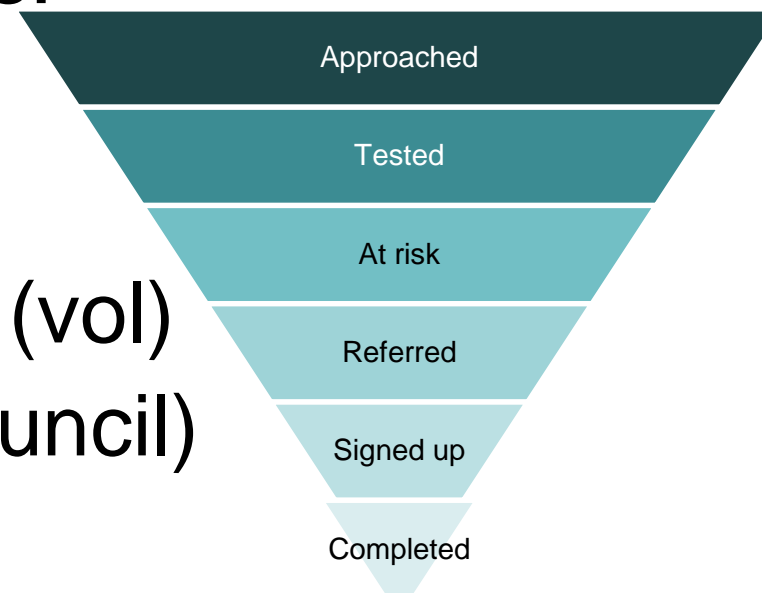 Approached
Tested
At risk
(vol)
Referred
uncil)
Signed up
Completed